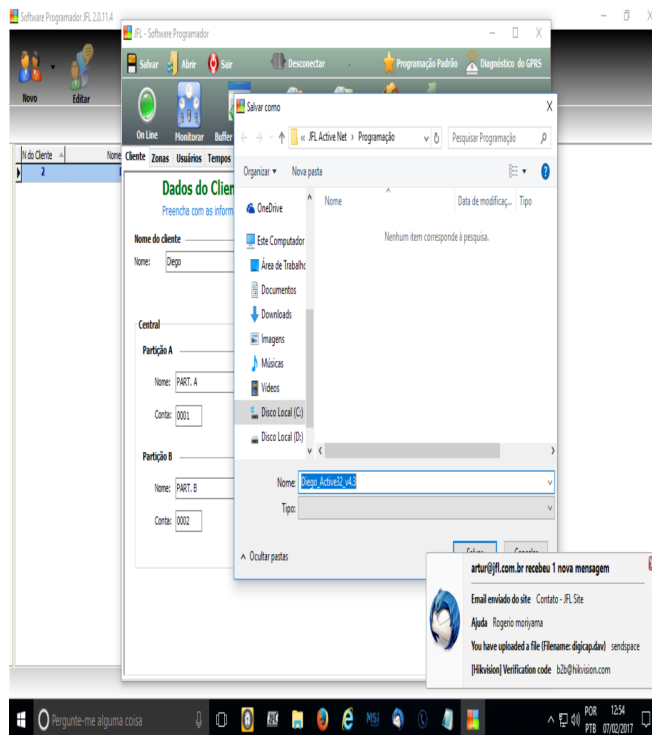 Software Programador JFL 2.0.11.4
Novo
Editar
N do Cliente
Nome
2
JFL - Software Programador
Salvar
Abrir
Sair
Desconectar
Programação Padrão
Diagnóstico do GPRS
On Line
Monitorar
Buffer
Cliente
Zonas
Usuários
Tempos
Dados do Clien
Preencha com as inform
Nome do cliente
Nome: Diego
Central
Partição A
Nome: PART. A
Conta: 0001
Partição B
Nome: PART. B
Conta: 0002
Salvar como
« JFL Active Net › Programação
Pesquisar Programação
Organizar
Nova pasta
OneDrive
Este Computador
Área de Trabalho
Documentos
Downloads
Imagens
Músicas
Vídeos
Disco Local (C:)
Disco Local (D:)
Nome
Data de modificaç...
Tipo
Nenhum item corresponde à pesquisa.
Nome: Diego_Active32_v4.3
Tipo:
Ocultar pastas
Salvar
Cancelar
artur@jfl.com.br recebeu 1 nova mensagem
Email enviado do site Contato - JFL Site
Ajuda Rogerio moriyama
You have uploaded a file (Filename: digicap.dav) sendspace
[Hikvision] Verification code b2b@hikvision.com
Pergunte-me alguma coisa
MSI
POR
PTB
12:54
07/02/2017